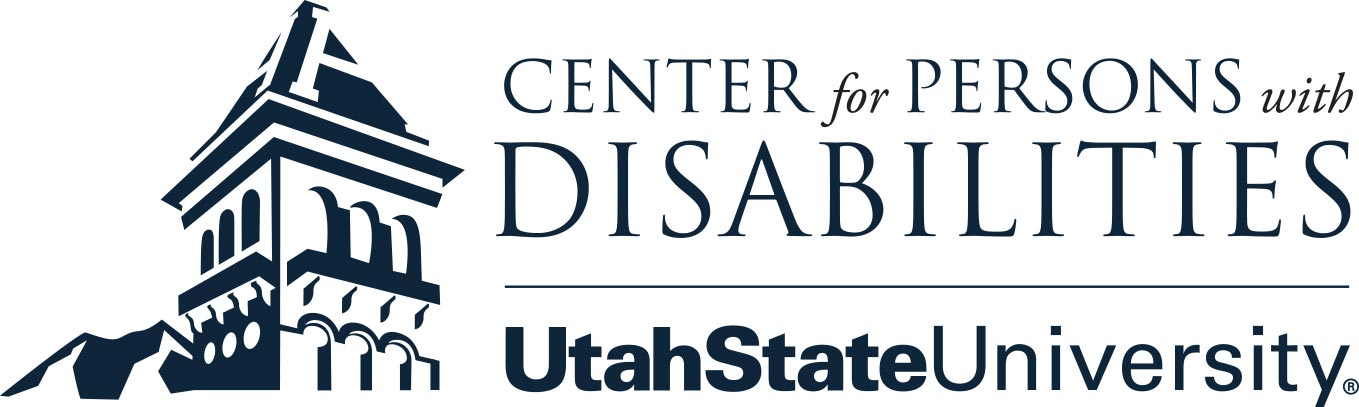 CENTER for PERSONS with
DISABILITIES
UtahStateUniversity®